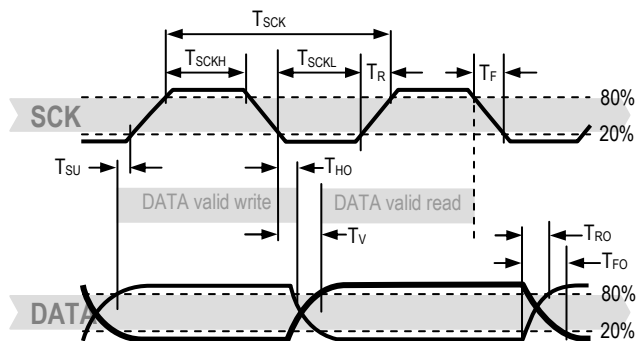 TSCK
TSCKH
TSCKL
TR
TF
SCK
80%
20%
TSU
THO
DATA valid write
DATA valid read
TV
TRO
TFO
DATA
80%
20%